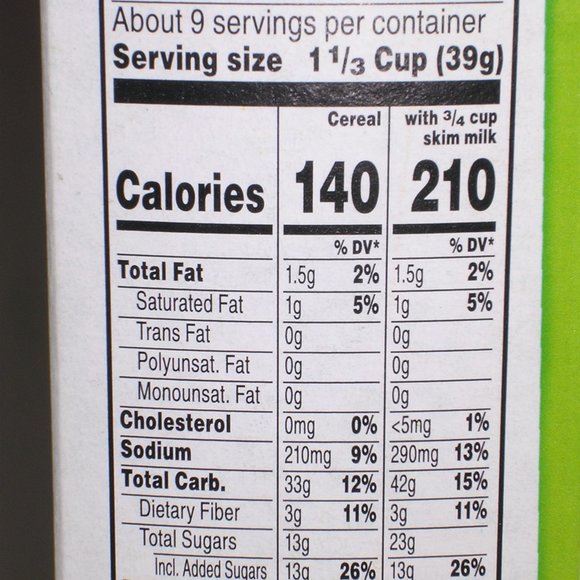 About 9 servings per container
Serving size 1 1/3 Cup (39g)
Cereal with 3/4 cup
skim milk
Calories 140 210
% DV* % DV*
Total Fat 1.5g 2% 1.5g 2%
Saturated Fat 1g 5% 1g 5%
Trans Fat 0g 0g
Polyunsat. Fat 0g 0g
Monounsat. Fat 0g 0g
Cholesterol 0mg 0% <5mg 1%
Sodium 210mg 9% 290mg 13%
Total Carb. 33g 12% 42g 15%
Dietary Fiber 3g 11% 3g 11%
Total Sugars 13g 23g
Incl. Added Sugars 13g 26% 13g 26%